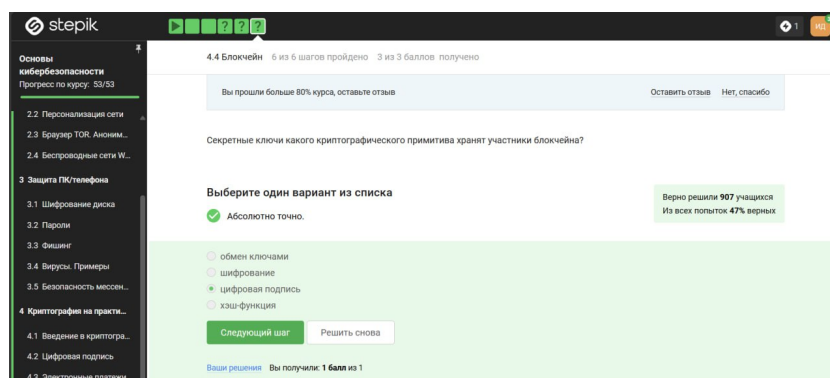 stepik
? ? ?
1
ИД
Основы
кибербезопасности
Прогресс по курсу: 53/53
2.2 Персонализация сети
2.3 Браузер TOR. Аноним...
2.4 Беспроводные сети W...
3 Защита ПК/телефона
3.1 Шифрование диска
3.2 Пароли
3.3 Фишинг
3.4 Вирусы. Примеры
3.5 Безопасность мессен...
4 Криптография на практи...
4.1 Введение в криптогра...
4.2 Цифровая подпись
4.3 Электронные платежи
4.4 Блокчейн 6 из 6 шагов пройдено 3 из 3 баллов получено
Вы прошли больше 80% курса, оставьте отзыв Оставить отзыв Нет, спасибо
Секретные ключи какого криптографического примитива хранят участники блокчейна?
Выберите один вариант из списка
Абсолютно точно.
Верно решили 907 учащихся
Из всех попыток 47% верных
обмен ключами
шифрование
цифровая подпись
хэш-функция
Следующий шаг Решить снова
Ваши решения Вы получили: 1 балл из 1